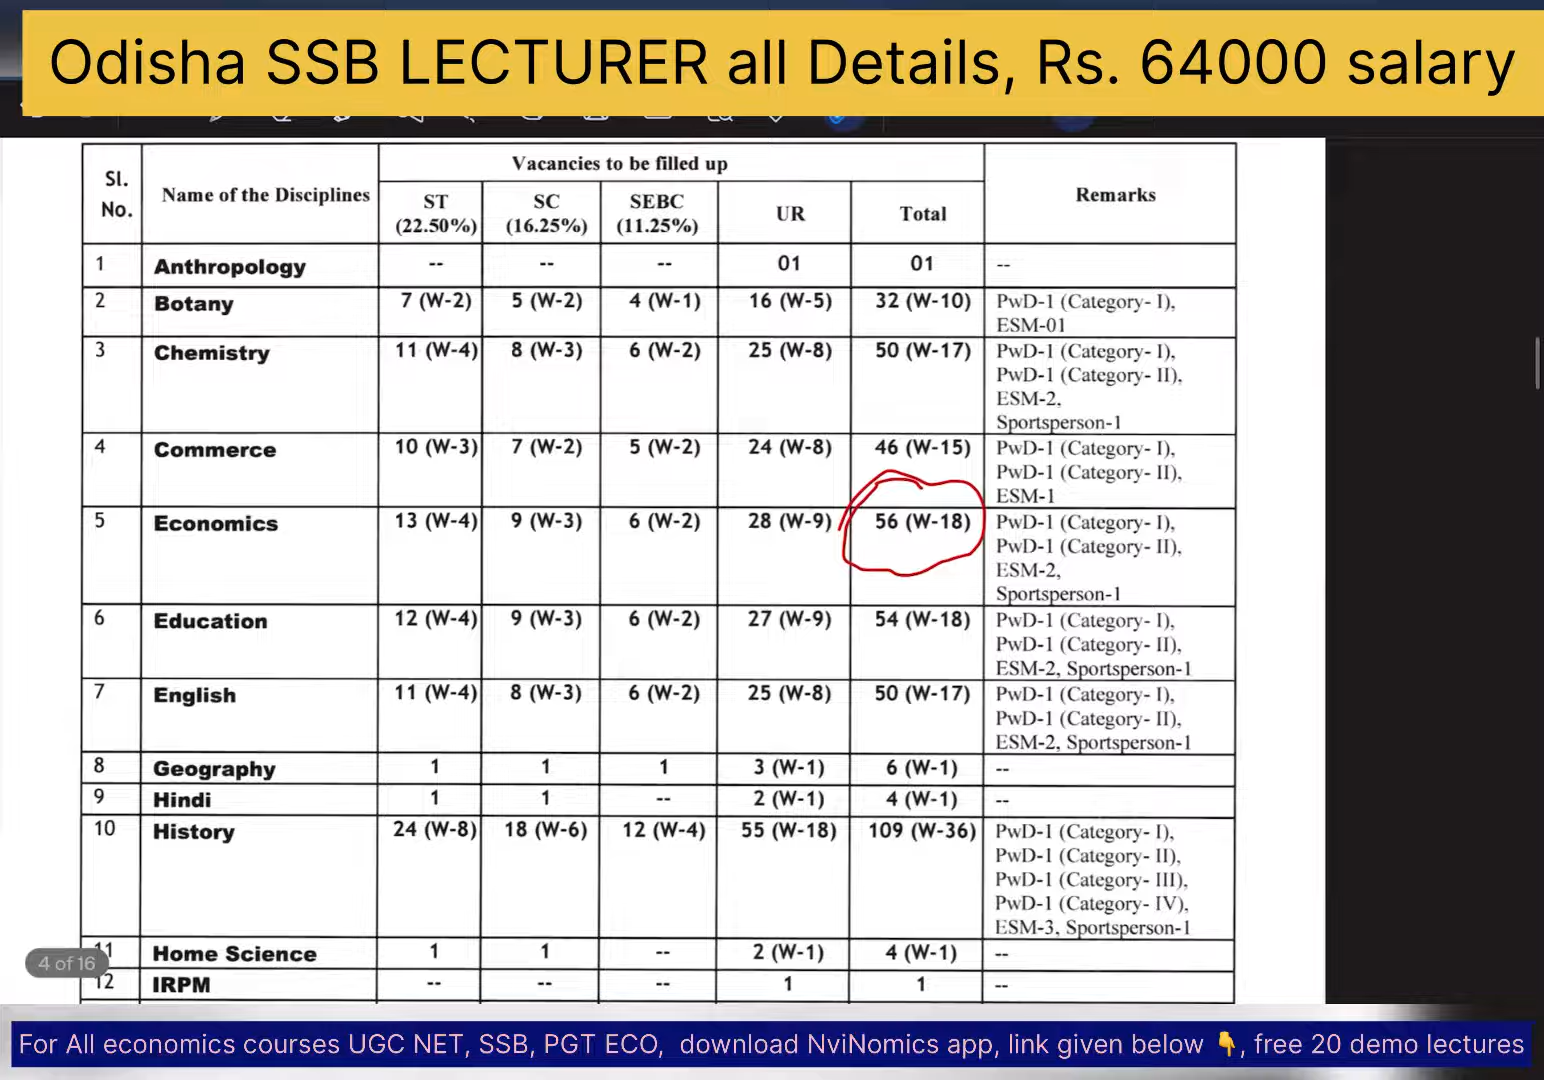 Odisha SSB LECTURER all Details, Rs. 64000 salary
Sl. No. Name of the Disciplines Vacancies to be filled up Remarks
ST (22.50%) SC (16.25%) SEBC (11.25%) UR Total
1 Anthropology -- -- -- 01 01 --
2 Botany 7 (W-2) 5 (W-2) 4 (W-1) 16 (W-5) 32 (W-10) PwD-1 (Category- I),
ESM-01
3 Chemistry 11 (W-4) 8 (W-3) 6 (W-2) 25 (W-8) 50 (W-17) PwD-1 (Category- I),
PwD-1 (Category- II),
ESM-2,
Sportsperson-1
4 Commerce 10 (W-3) 7 (W-2) 5 (W-2) 24 (W-8) 46 (W-15) PwD-1 (Category- I),
PwD-1 (Category- II),
ESM-1
5 Economics 13 (W-4) 9 (W-3) 6 (W-2) 28 (W-9) 56 (W-18) PwD-1 (Category- I),
PwD-1 (Category- II),
ESM-2,
Sportsperson-1
6 Education 12 (W-4) 9 (W-3) 6 (W-2) 27 (W-9) 54 (W-18) PwD-1 (Category- I),
PwD-1 (Category- II),
ESM-2, Sportsperson-1
7 English 11 (W-4) 8 (W-3) 6 (W-2) 25 (W-8) 50 (W-17) PwD-1 (Category- I),
PwD-1 (Category- II),
ESM-2, Sportsperson-1
8 Geography 1 1 1 3 (W-1) 6 (W-1) --
9 Hindi 1 1 -- 2 (W-1) 4 (W-1) --
10 History 24 (W-8) 18 (W-6) 12 (W-4) 55 (W-18) 109 (W-36) PwD-1 (Category- I),
PwD-1 (Category- II),
PwD-1 (Category- III),
PwD-1 (Category- IV),
ESM-3, Sportsperson-1
11 Home Science 1 1 -- 2 (W-1) 4 (W-1) --
4 of 16
12 IRPM -- -- -- 1 1 --
For All economics courses UGC NET, SSB, PGT ECO, download NviNomics app, link given below 👇, free 20 demo lectures